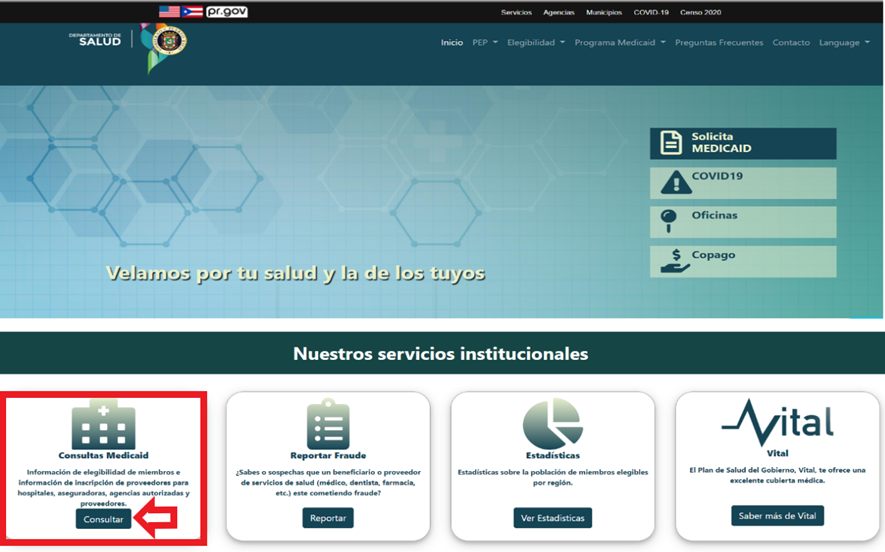 pr.gov
Servicios Agencias Municipios COVID-19 Censo 2020
DEPARTAMENTO DE
SALUD
Inicio PEP Elegibilidad Programa Medicaid Preguntas Frecuentes Contacto Language
Solicita
MEDICAID
COVID19
Oficinas
Copago
Velamos por tu salud y la de los tuyos
Nuestros servicios institucionales
Consultas Medicaid
Información de elegibilidad de miembros e
información de inscripción de proveedores para
hospitales, aseguradoras, agencias autorizadas y
proveedores.
Consultar
Reportar Fraude
¿Sabes o sospechas que un beneficiario o proveedor
de servicios de salud (médico, dentista, farmacia,
etc.) este cometiendo fraude?
Reportar
Estadísticas
Estadísticas sobre la población de miembros elegibles
por región.
Ver Estadisticas
Vital
Vital
El Plan de Salud del Gobierno, Vital, te ofrece una
excelente cubierta médica.
Saber más de Vital